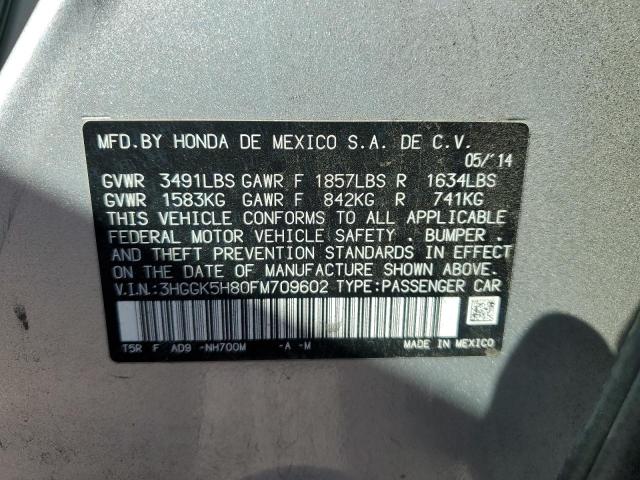 MFD.BY HONDA DE MEXICO S.A. DE C.V.
05/'14
GVWR 3491LBS GAWR F 1857LBS R 1634LBS
GVWR 1583KG GAWR F 842KG R 741KG
THIS VEHICLE CONFORMS TO ALL APPLICABLE
FEDERAL MOTOR VEHICLE SAFETY . BUMPER .
AND THEFT PREVENTION STANDARDS IN EFFECT
ON THE DATE OF MANUFACTURE SHOWN ABOVE.
V.I.N.:3HGGK5H80FM709602 TYPE:PASSENGER CAR
T5R F AD9 -NH700M -A -M MADE IN MEXICO